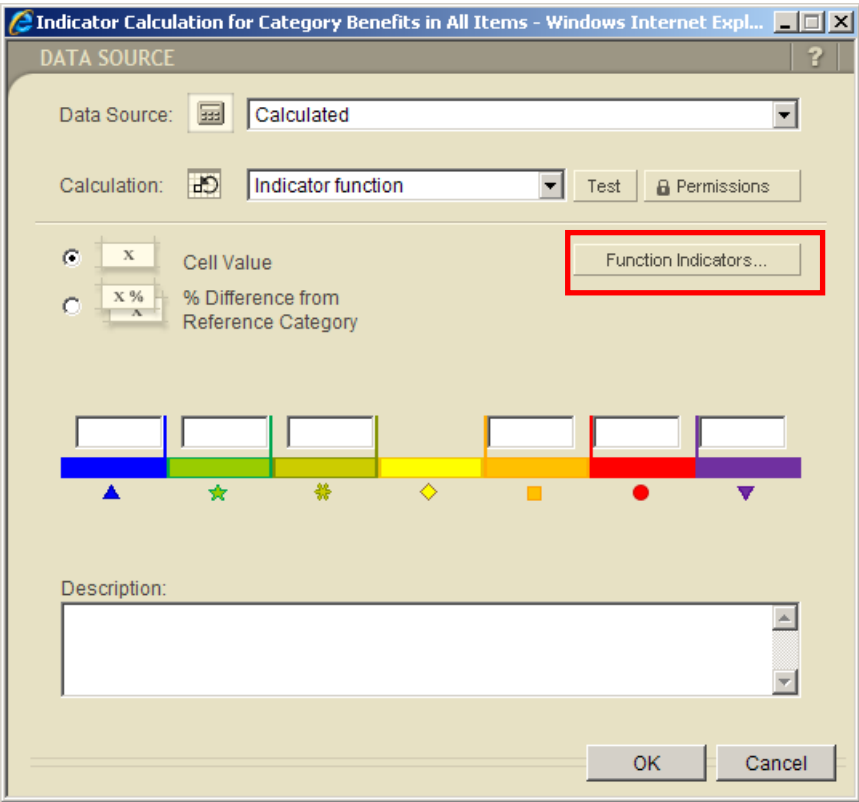 Indicator Calculation for Category Benefits in All Items - Windows Internet Expl...
DATA SOURCE ?
Data Source: Calculated
Calculation: Indicator function Test Permissions
x Cell Value Function Indicators...
x % x % Difference from
Reference Category
Description:
OK Cancel